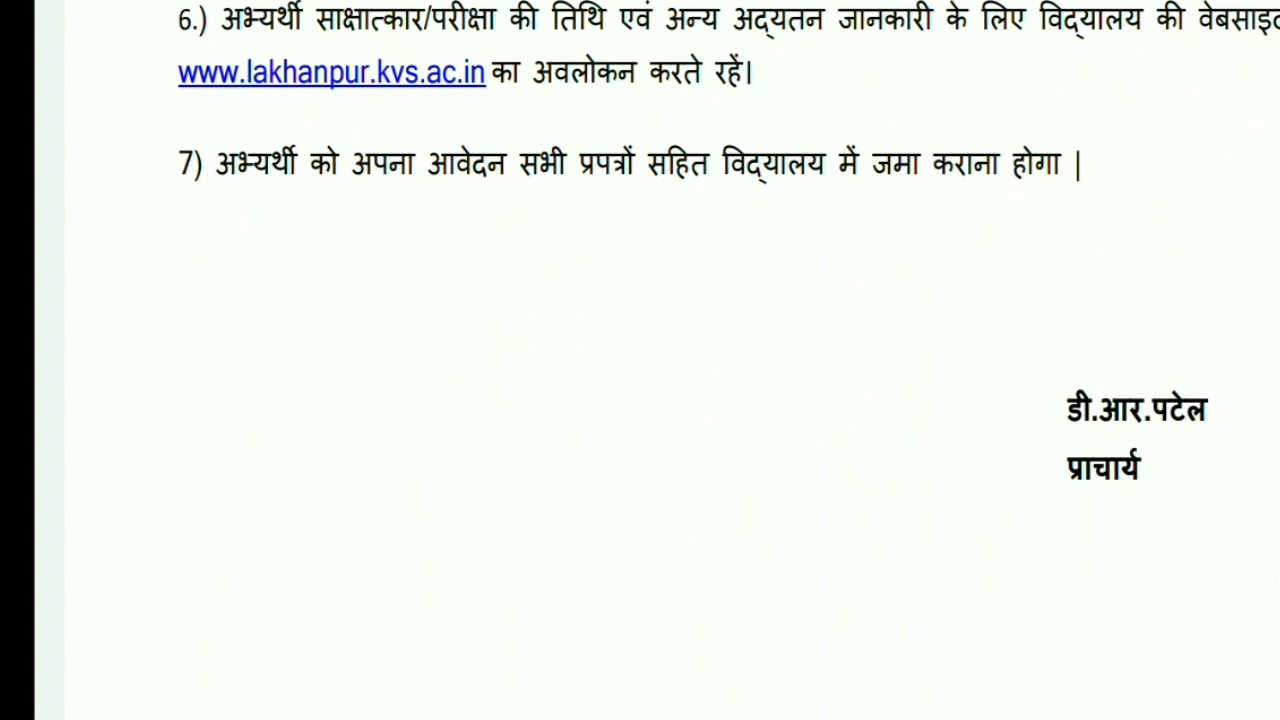 6.) अभ्यर्थी साक्षात्कार/परीक्षा की तिथि एवं अन्य अद्यतन जानकारी के लिए विद्यालय की वेबसाइट
www.lakhanpur.kvs.ac.in का अवलोकन करते रहें।
7) अभ्यर्थी को अपना आवेदन सभी प्रपत्रों सहित विद्यालय में जमा कराना होगा |
डी.आर.पटेल
प्राचार्य